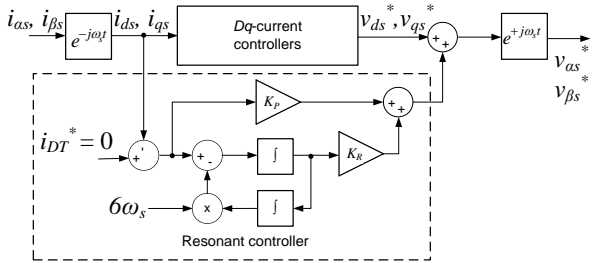 iαs, iβs
e^-jωst
ids, iqs
Dq-current
controllers
vds*, vqs*
+
+
e^+jωst
vαs*
vβs*
KP
+
+
iDT* = 0
+
'
+
-
∫
KR
6ωs
x
∫
Resonant controller